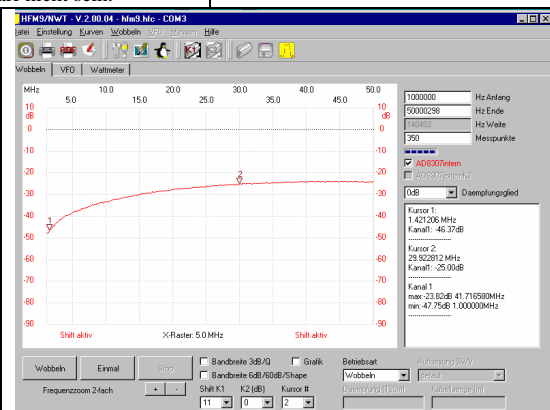 HFM9/NWT - V.2.00.04 - hfm9.hfc - COM3
Datei Einstellung Kurven Wobbeln VFO Messen Hilfe
Wobbeln VFO Wattmeter
MHz 10.0 20.0 30.0 40.0 50.0
5.0 15.0 25.0 35.0 45.0
10 10
dB dB
0 0
-10 -10
-20 -20
-30 -30
-40 -40
-50 -50
-60 -60
-70 -70
-80 -80
-90 -90
1
2
Shift aktiv X-Raster: 5.0 MHz Shift aktiv
1000000 Hz Anfang
50000298 Hz Ende
140402 Hz Weite
350 Messpunkte
AD8307intern
AD8307externK2
0dB Daempfungsglied
Kursor 1:
1.421206 MHz
Kanal1: -46.37dB
--------------------
Kursor 2:
29.922812 MHz
Kanal1: -25.00dB
--------------------
Kanal 1
max:-23.82dB 41.716580MHz
min:-47.75dB 1.000000MHz
--------------------
Wobbeln Einmal Stop
Frequenzzoom 2-fach + -
Bandbreite 3dB/Q Grafik
Bandbreite 6dB/60dB/Shape
Shift K1 K2 [dB] Kursor #
11 0 2
Betriebsart Aufloesung SWV
Wobbeln default
Daempfung (100m) Kabellaenge (m)